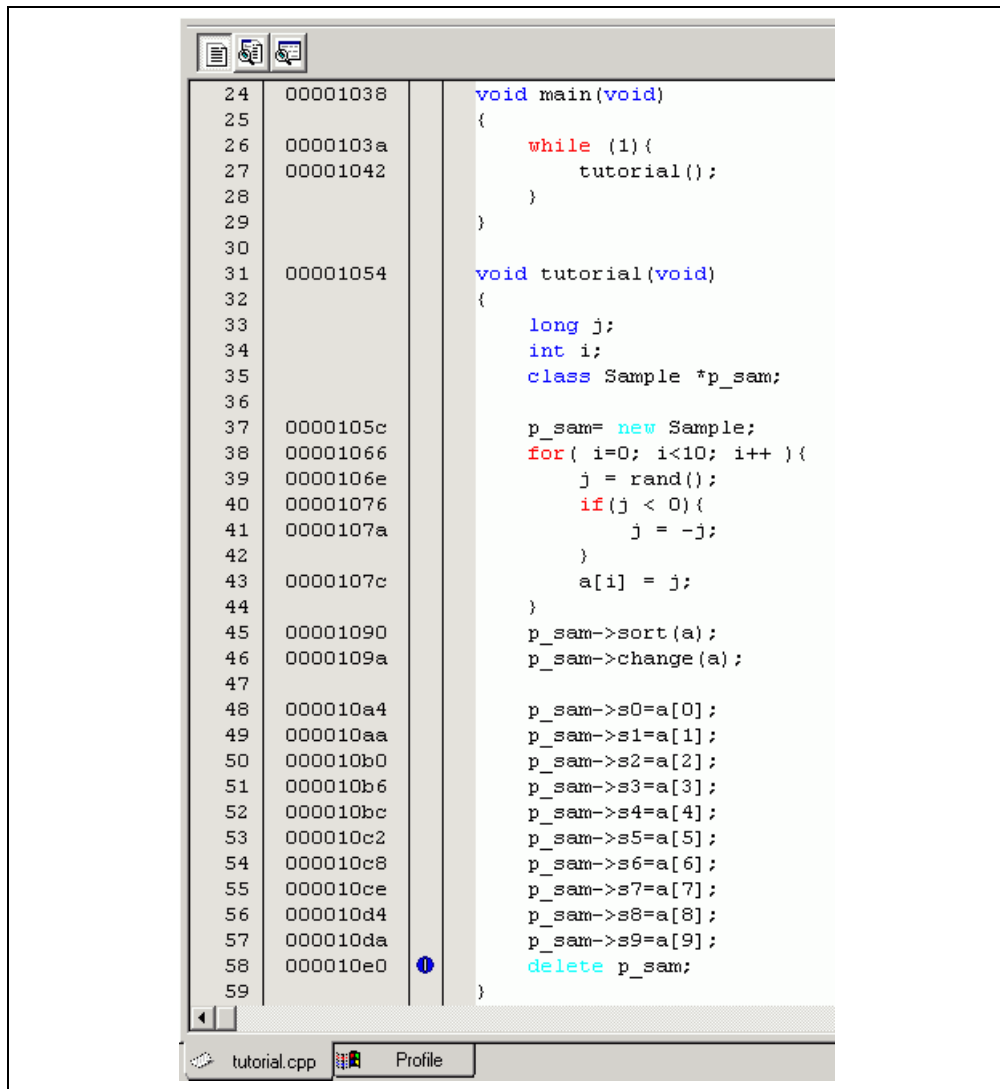 24 00001038 void main(void)
25 {
26 0000103a while (1){
27 00001042 tutorial();
28 }
29 }
30
31 00001054 void tutorial(void)
32 {
33 long j;
34 int i;
35 class Sample *p_sam;
36
37 0000105c p_sam= new Sample;
38 00001066 for( i=0; i<10; i++ ){
39 0000106e j = rand();
40 00001076 if(j < 0){
41 0000107a j = -j;
42 }
43 0000107c a[i] = j;
44 }
45 00001090 p_sam->sort(a);
46 0000109a p_sam->change(a);
47
48 000010a4 p_sam->s0=a[0];
49 000010aa p_sam->s1=a[1];
50 000010b0 p_sam->s2=a[2];
51 000010b6 p_sam->s3=a[3];
52 000010bc p_sam->s4=a[4];
53 000010c2 p_sam->s5=a[5];
54 000010c8 p_sam->s6=a[6];
55 000010ce p_sam->s7=a[7];
56 000010d4 p_sam->s8=a[8];
57 000010da p_sam->s9=a[9];
58 000010e0 delete p_sam;
59 }
tutorial.cpp Profile